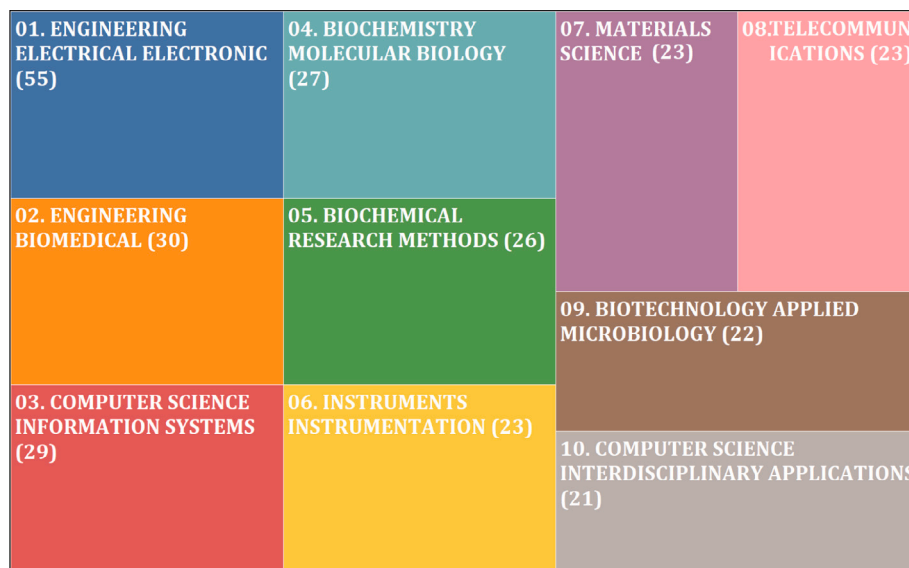 01. ENGINEERING
ELECTRICAL ELECTRONIC
(55)
02. ENGINEERING
BIOMEDICAL (30)
03. COMPUTER SCIENCE
INFORMATION SYSTEMS
(29)
04. BIOCHEMISTRY
MOLECULAR BIOLOGY
(27)
05. BIOCHEMICAL
RESEARCH METHODS (26)
06. INSTRUMENTS
INSTRUMENTATION (23)
07. MATERIALS
SCIENCE (23)
08.TELECOMMUN
ICATIONS (23)
09. BIOTECHNOLOGY APPLIED
MICROBIOLOGY (22)
10. COMPUTER SCIENCE
INTERDISCIPLINARY APPLICATIONS
(21)